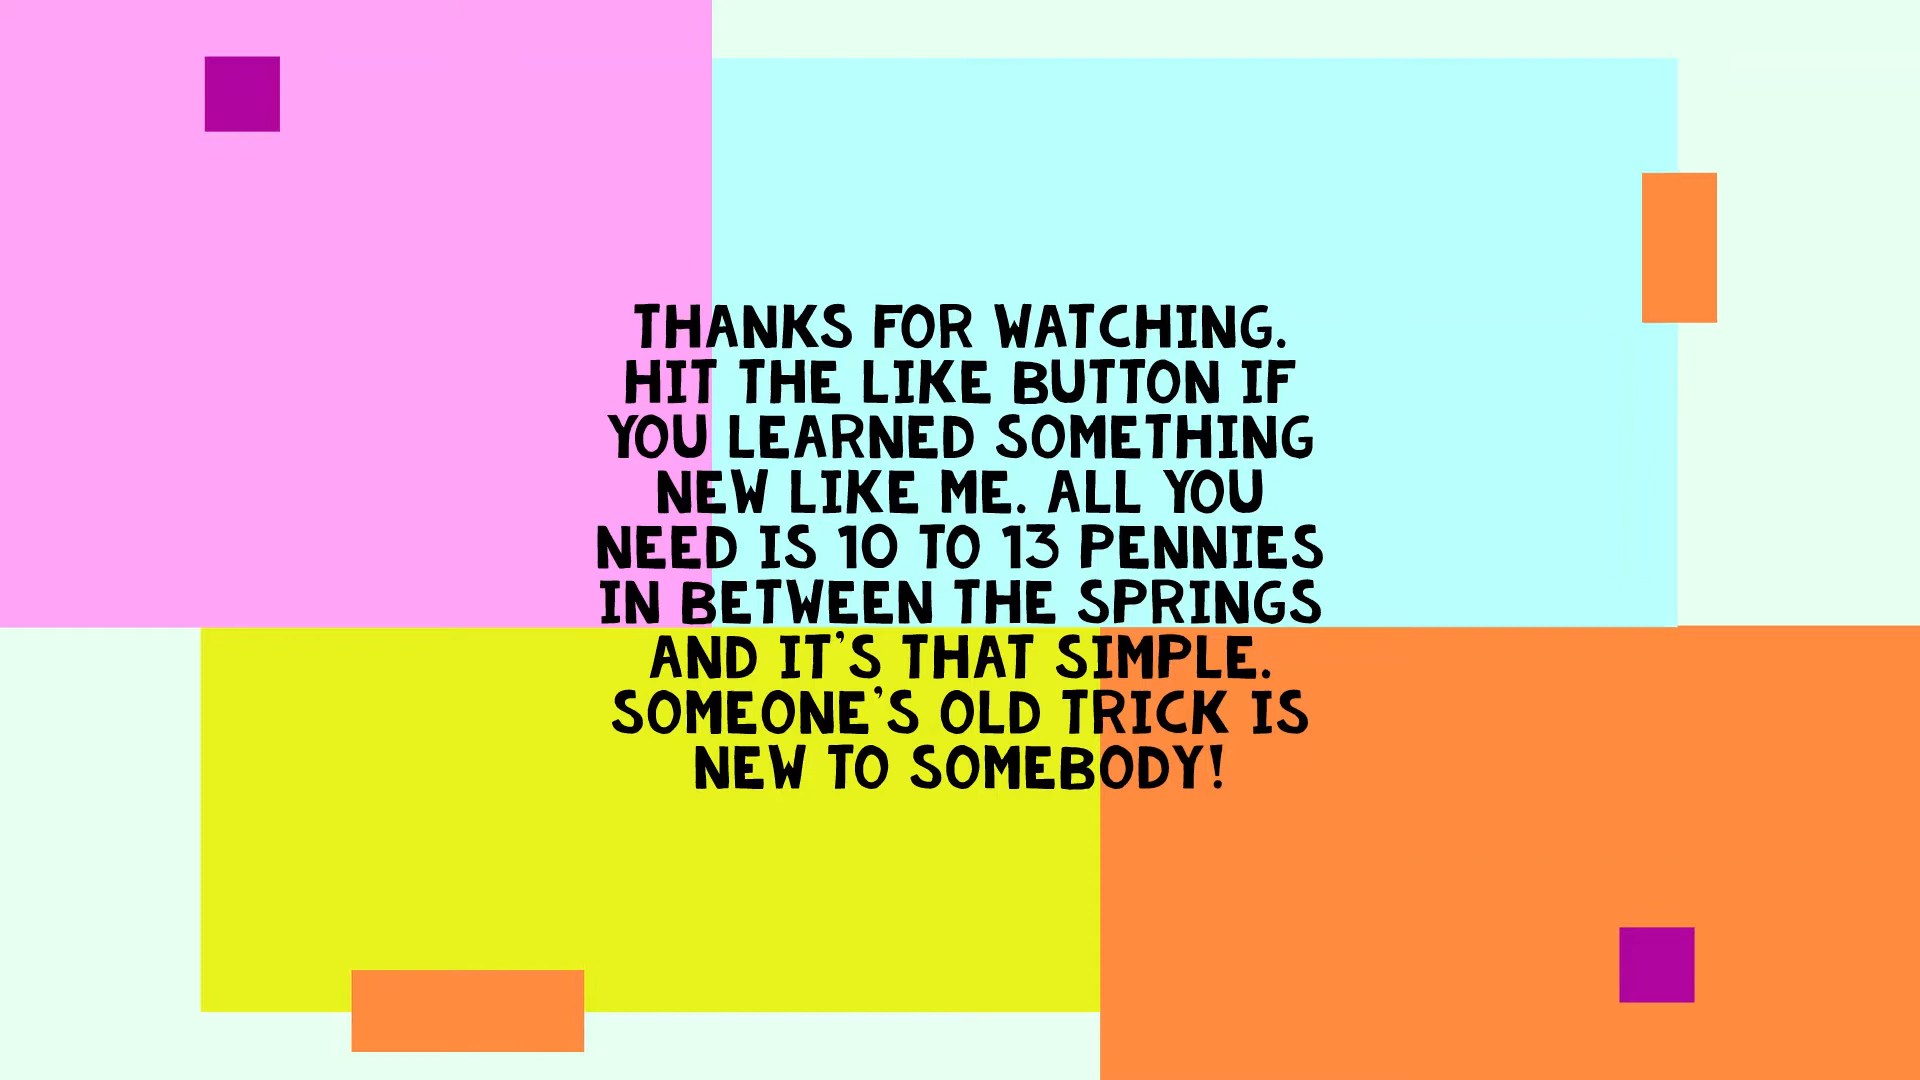 THANKS FOR WATCHING.
HIT THE LIKE BUTTON IF
YOU LEARNED SOMETHING
NEW LIKE ME. ALL YOU
NEED IS 10 TO 13 PENNIES
IN BETWEEN THE SPRINGS
AND IT'S THAT SIMPLE.
SOMEONE'S OLD TRICK IS
NEW TO SOMEBODY!